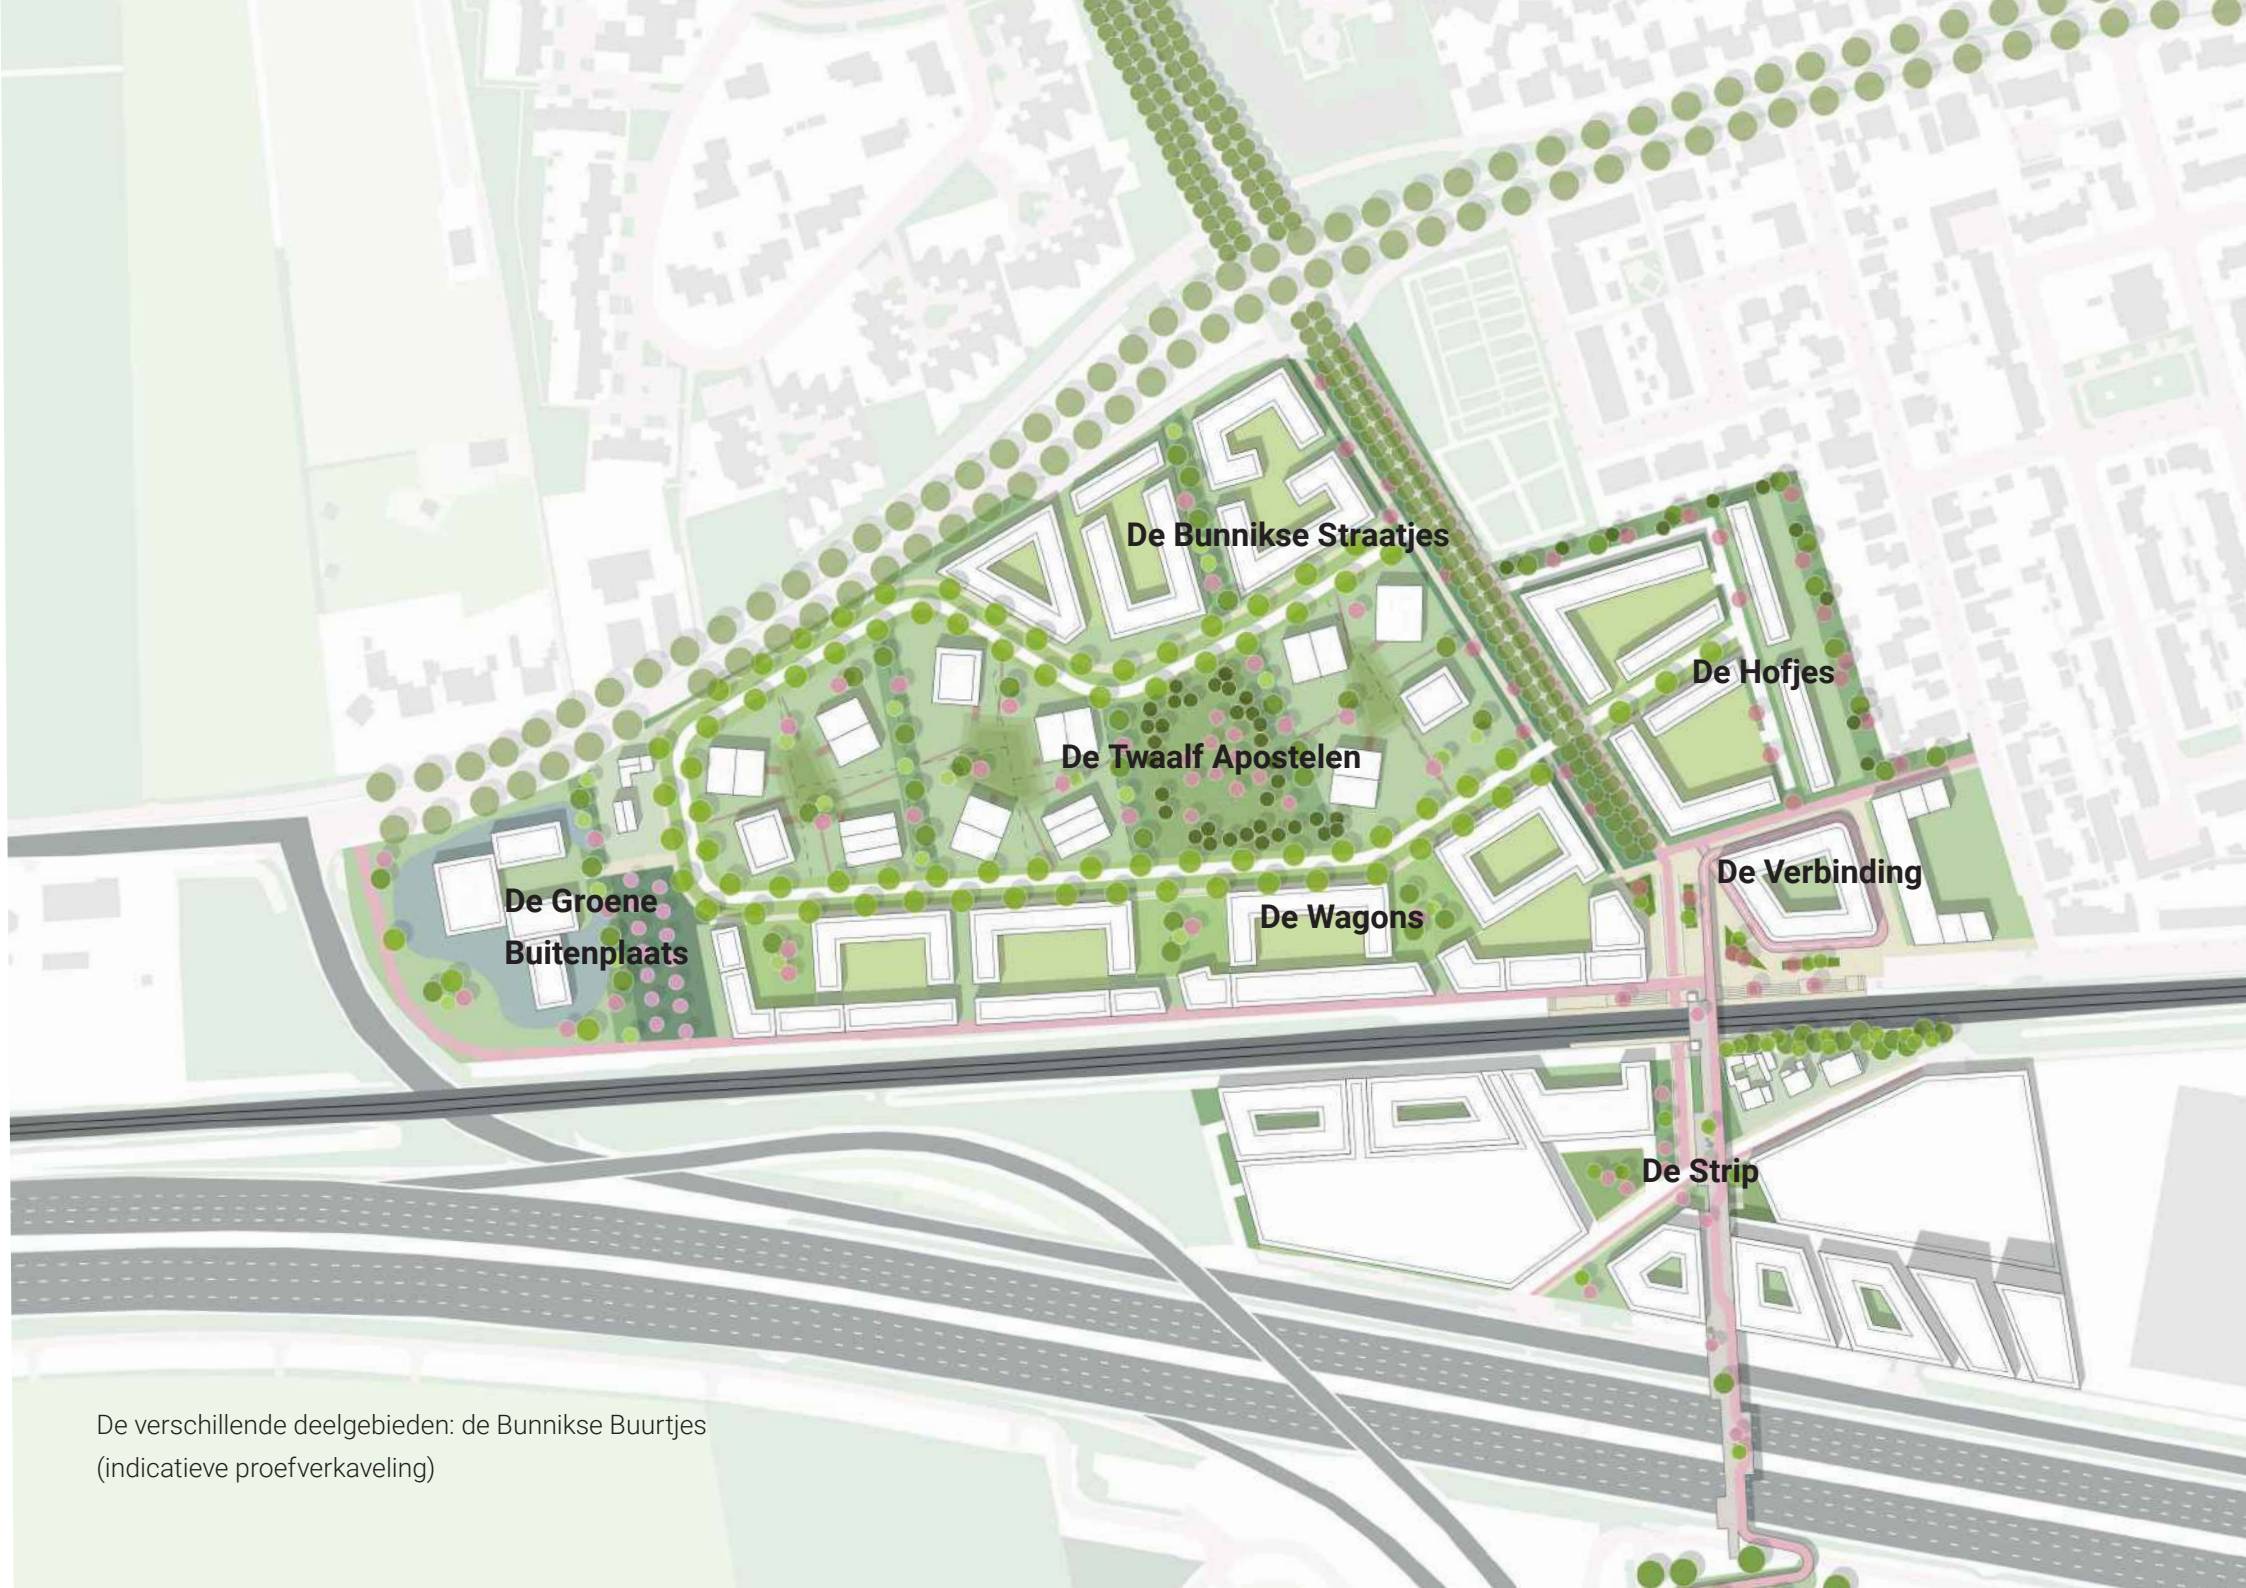 De Bunnikse Straatjes
De Hofjes
De Twaalf Apostelen
De Verbinding
De Groene
Buitenplaats
De Wagons
De Strip
De verschillende deelgebieden: de Bunnikse Buurtjes
(indicatieve proefverkaveling)